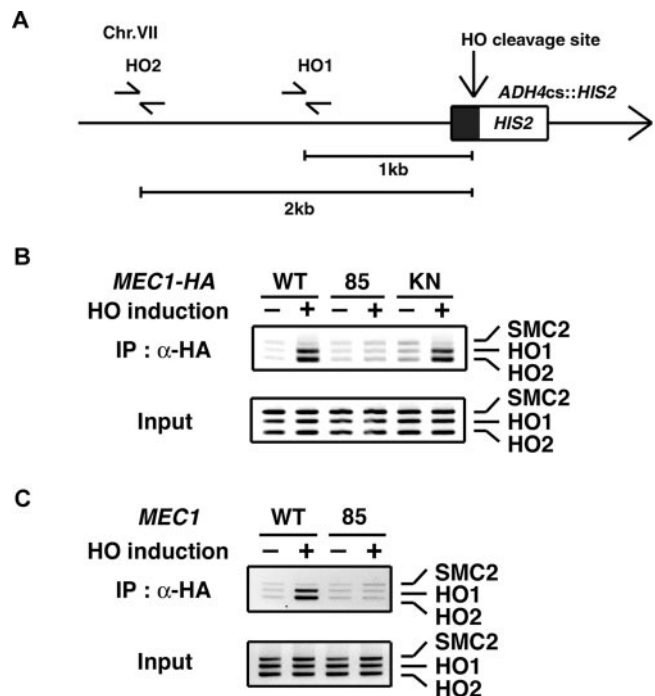 A
Chr.VII
HO cleavage site
HO2
HO1
ADH4cs::HIS2
HIS2
1kb
2kb
B
MEC1-HA WT 85 KN
HO induction − + − + − +
IP : α-HA
SMC2
HO1
HO2
Input
SMC2
HO1
HO2
C
MEC1 WT 85
HO induction − + − +
IP : α-HA
SMC2
HO1
HO2
Input
SMC2
HO1
HO2